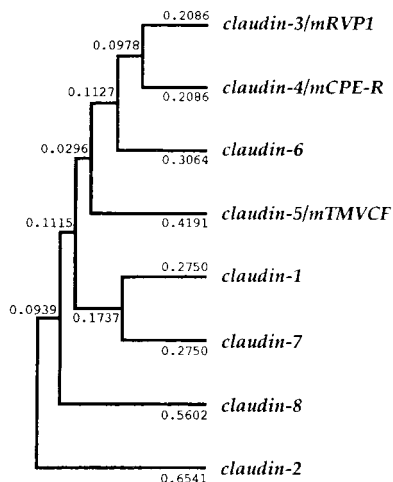 0.2086
claudin-3/mRVP1
0.0978
0.1127
0.2086
claudin-4/mCPE-R
0.0296
0.3064
claudin-6
0.1115
0.4191
claudin-5/mTMVCF
0.2750
claudin-1
0.0939
0.1737
0.2750
claudin-7
0.5602
claudin-8
0.6541
claudin-2